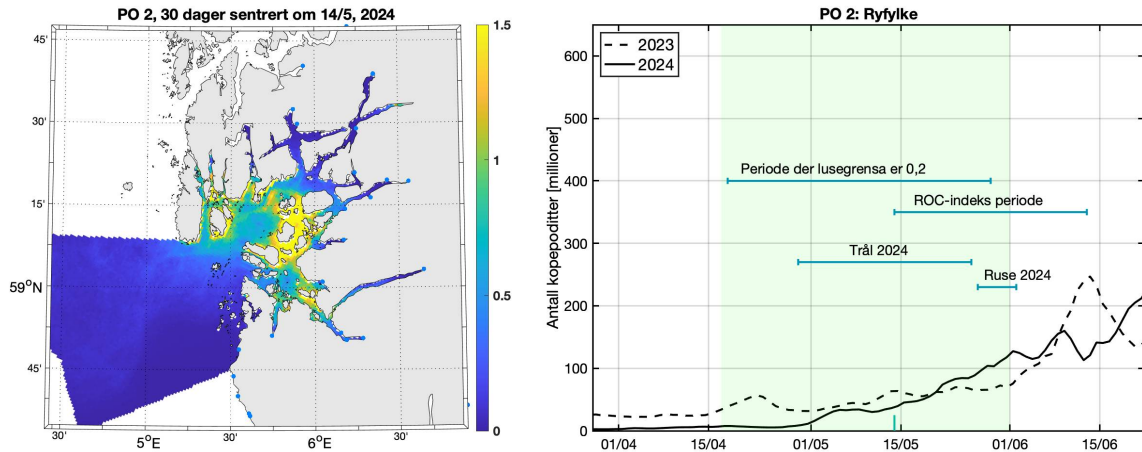 PO 2, 30 dager sentrert om 14/5, 2024
45'
30'
15'
59°N
45'
30'
5°E
30'
6°E
30'
1.5
1
0.5
0
PO 2: Ryfylke
2023
2024
Antall kopepoditter [millioner]
600
500
400
300
200
100
0
Periode der lusegrensa er 0,2
ROC-indeks periode
Trål 2024
Ruse 2024
01/04
15/04
01/05
15/05
01/06
15/06